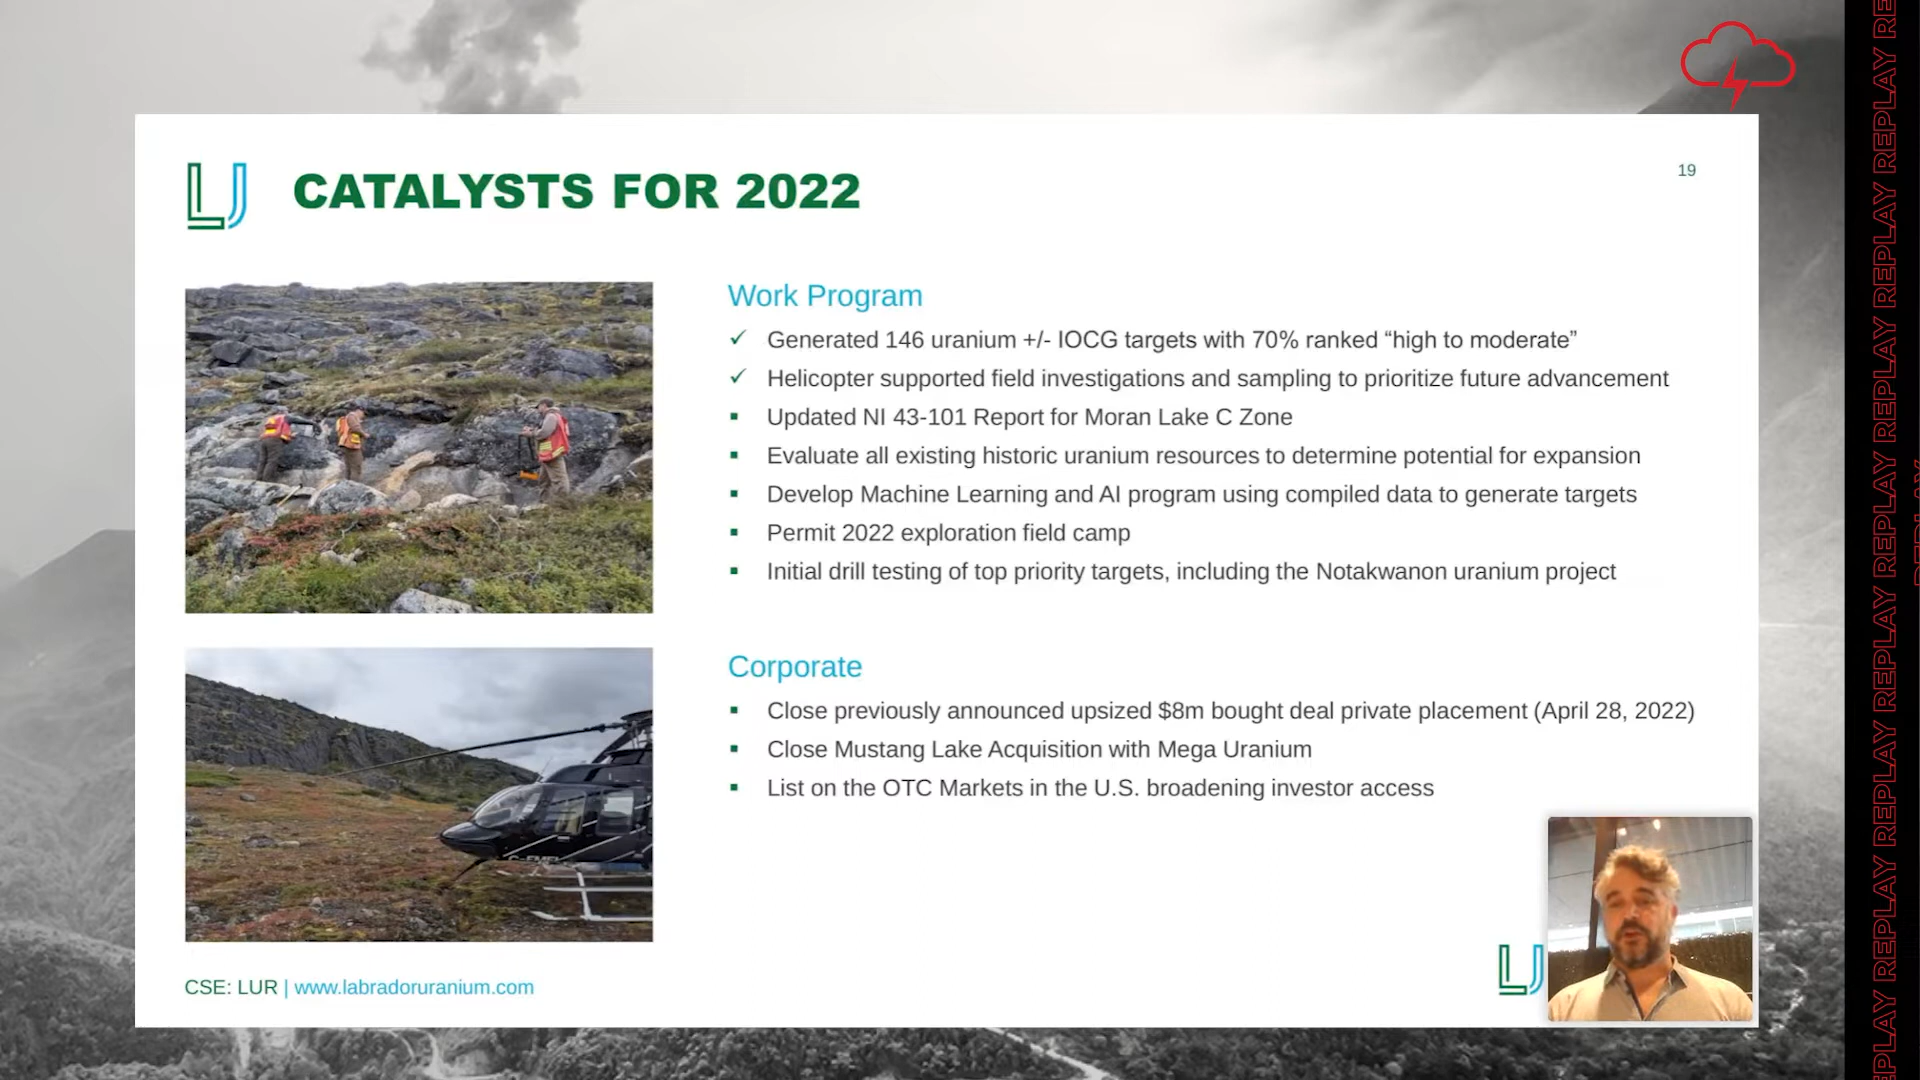 CATALYSTS FOR 2022
19
Work Program
✓ Generated 146 uranium +/- IOCG targets with 70% ranked “high to moderate”
✓ Helicopter supported field investigations and sampling to prioritize future advancement
▪ Updated NI 43-101 Report for Moran Lake C Zone
▪ Evaluate all existing historic uranium resources to determine potential for expansion
▪ Develop Machine Learning and AI program using compiled data to generate targets
▪ Permit 2022 exploration field camp
▪ Initial drill testing of top priority targets, including the Notakwanon uranium project
Corporate
▪ Close previously announced upsized $8m bought deal private placement (April 28, 2022)
▪ Close Mustang Lake Acquisition with Mega Uranium
▪ List on the OTC Markets in the U.S. broadening investor access
CSE: LUR | www.labradoruranium.com
LU
REPLAY REPLAY REPLAY REPLAY REPLAY REPLAY REPLAY REPLAY REPLAY